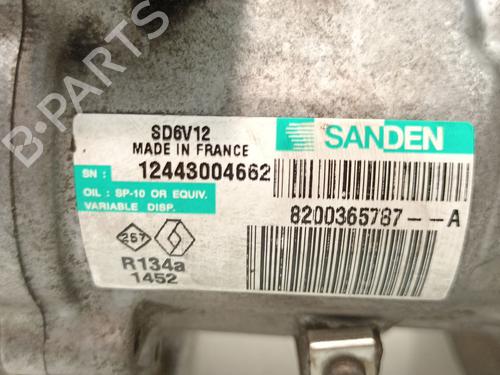 B-PARTS
SD6V12
MADE IN FRANCE
SANDEN
SN : 12443004662
OIL : SP-10 OR EQUIV.
VARIABLE DISP.
8200365787--A
257
R134a
1452